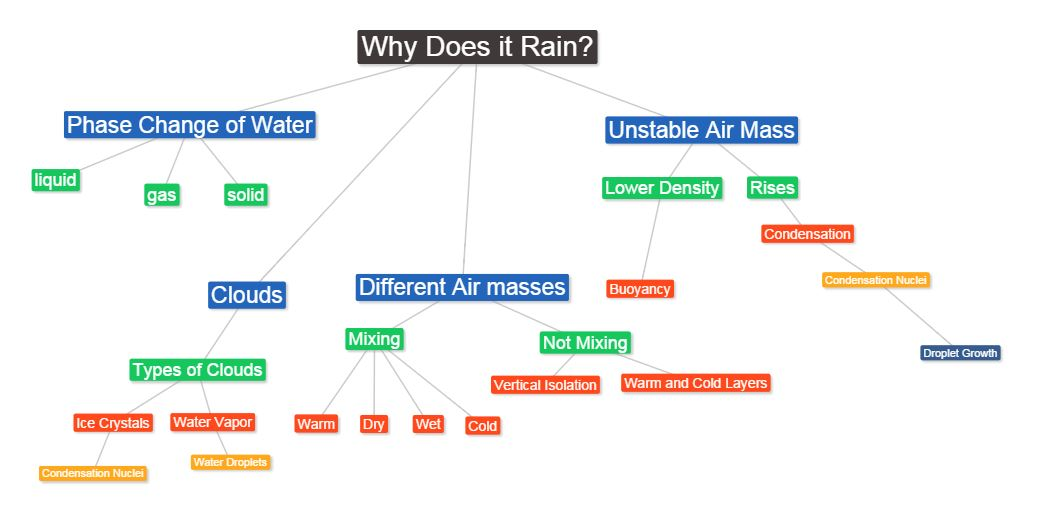 Why Does it Rain?
Phase Change of Water
Unstable Air Mass
liquid
gas
solid
Lower Density
Rises
Condensation
Condensation Nuclei
Buoyancy
Clouds
Different Air masses
Mixing
Not Mixing
Droplet Growth
Types of Clouds
Vertical Isolation
Warm and Cold Layers
Ice Crystals
Water Vapor
Warm
Dry
Wet
Cold
Water Droplets
Condensation Nuclei